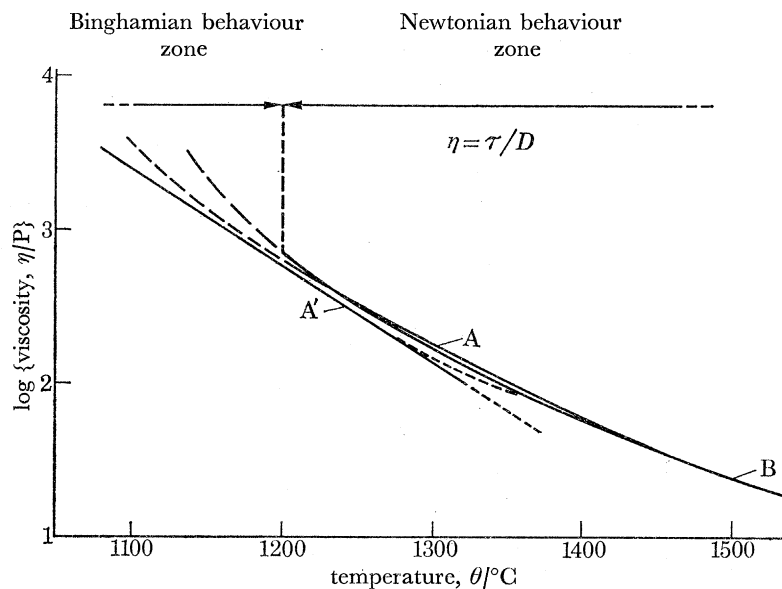 Binghamian behaviour
zone
Newtonian behaviour
zone
4
η=τ/D
3
log {viscosity, η/P}
A′
A
2
B
1
1100
1200
1300
1400
1500
temperature, θ/°C